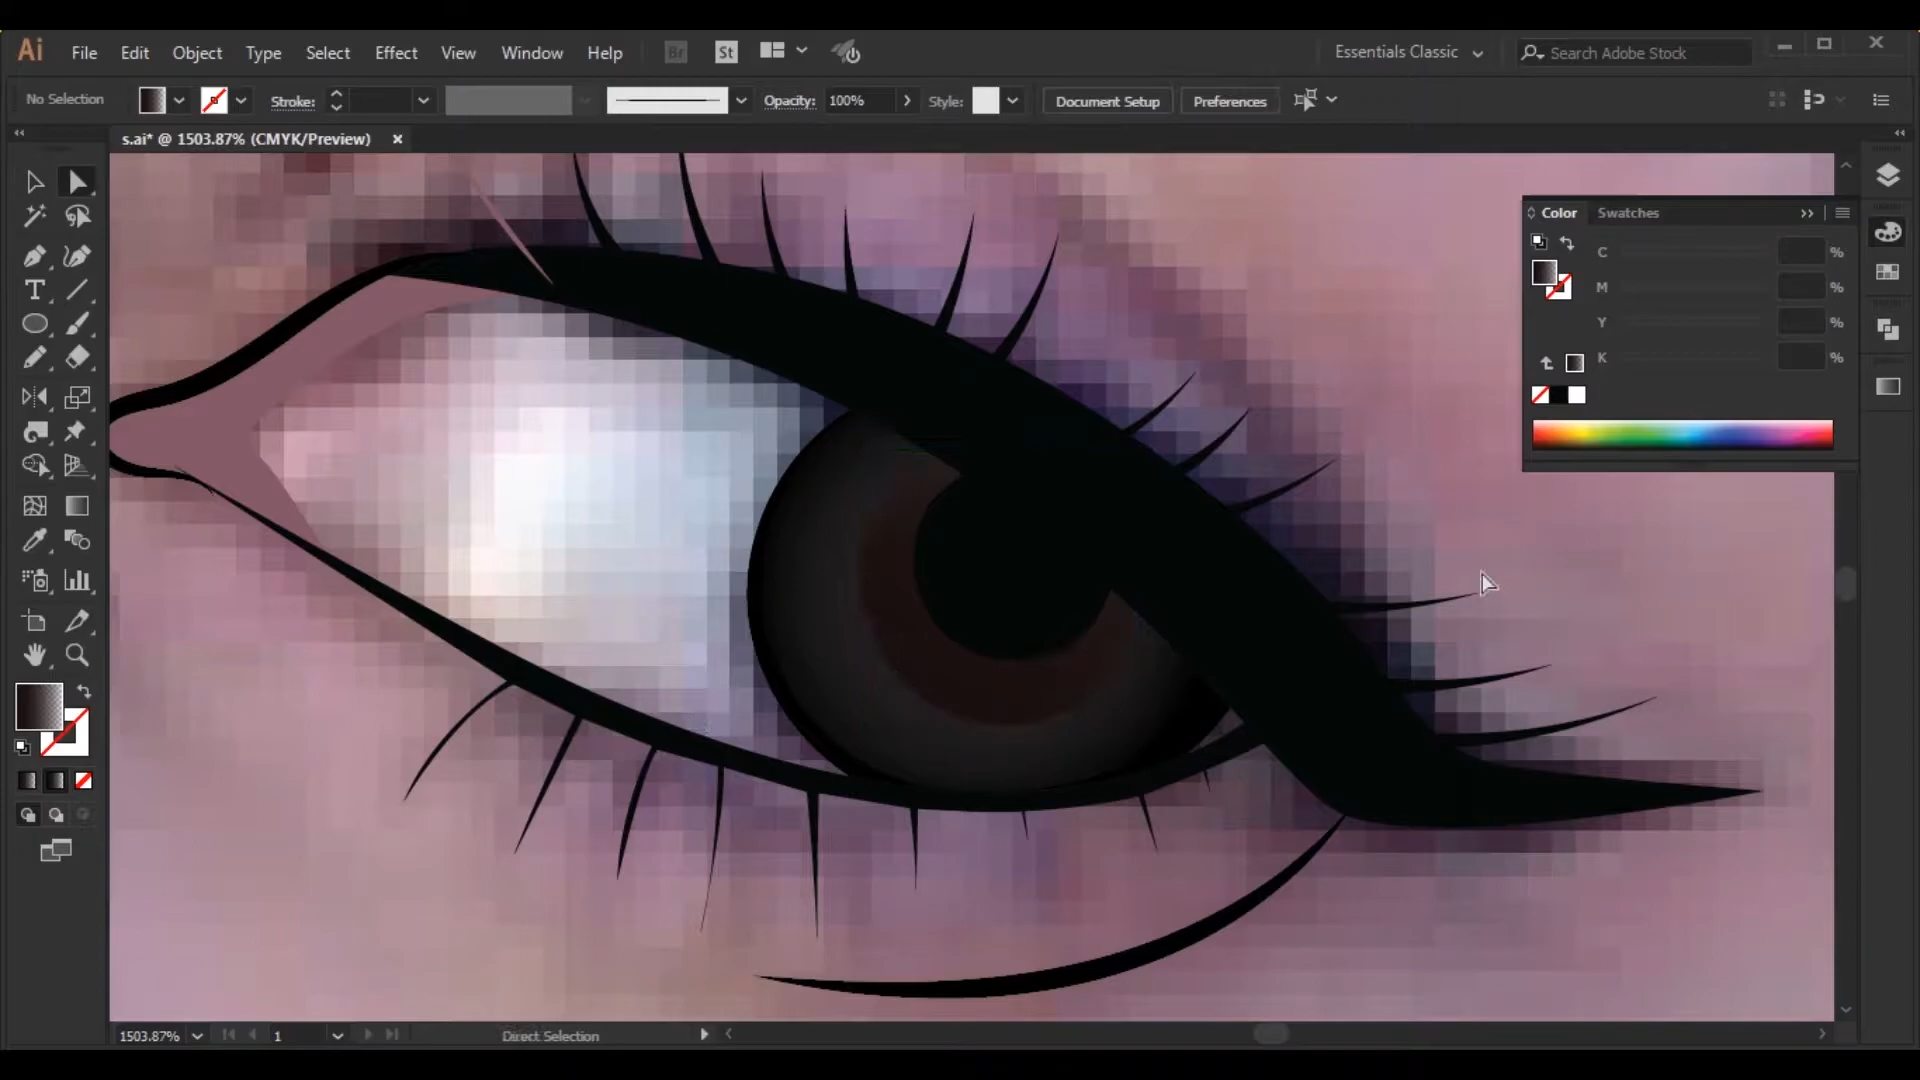 Ai File Edit Object Type Select Effect View Window Help Br St Essentials Classic Search Adobe Stock
No Selection Stroke: Opacity: 100% Style: Document Setup Preferences
s.ai* @ 1503.87% (CMYK/Preview)
Color Swatches
C %
M %
Y %
K %
1503.87% 1 Direct Selection